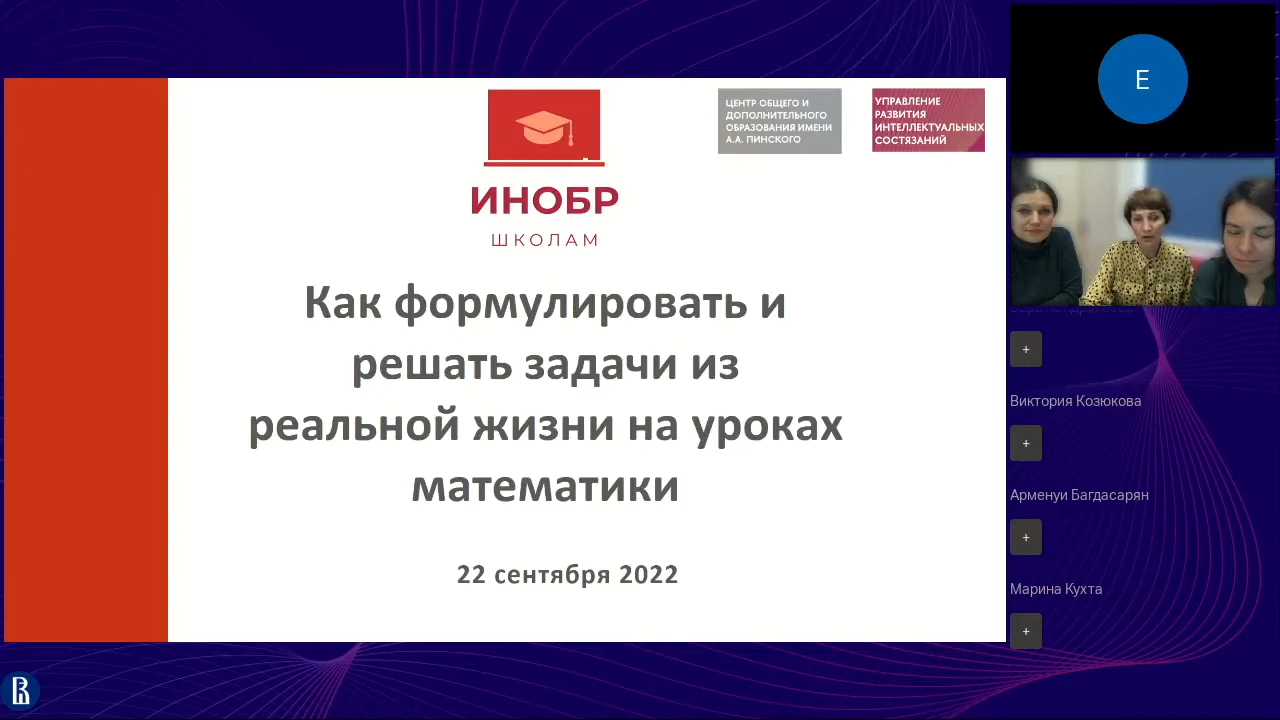 ЦЕНТР ОБЩЕГО И
ДОПОЛНИТЕЛЬНОГО
ОБРАЗОВАНИЯ ИМЕНИ
А.А. ПИНСКОГО
УПРАВЛЕНИЕ
РАЗВИТИЯ
ИНТЕЛЛЕКТУАЛЬНЫХ
СОСТЯЗАНИЙ
ИНОБР
ШКОЛАМ
Как формулировать и
решать задачи из
реальной жизни на уроках
математики
22 сентября 2022
E
+
Виктория Козюкова
+
Арменуи Багдасарян
+
Марина Кухта
+